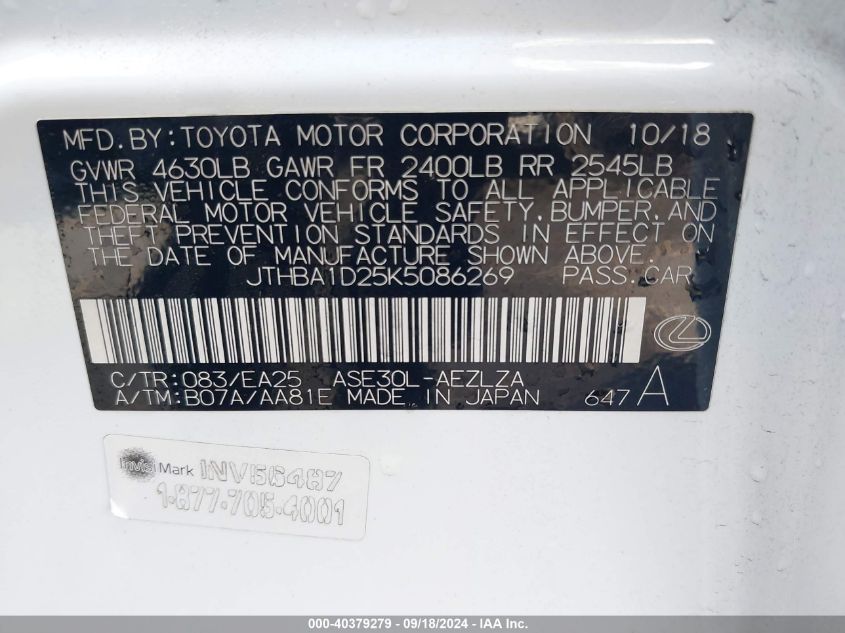 MFD.BY:TOYOTA MOTOR CORPORATION 10/18
GVWR 4630LB GAWR FR 2400LB RR 2545LB
THIS VEHICLE CONFORMS TO ALL APPLICABLE
FEDERAL MOTOR VEHICLE SAFETY,BUMPER,AND
THEFT PREVENTION STANDARDS IN EFFECT ON
THE DATE OF MANUFACTURE SHOWN ABOVE.
JTHBA1D25K5086269 PASS.CAR
C/TR:083/EA25 ASE30L-AEZLZA
A/TM:B07A/AA81E MADE IN JAPAN 647A
InvisiMark INV56487
1-877-705-4001
000-40379279 - 09/18/2024 - IAA Inc.